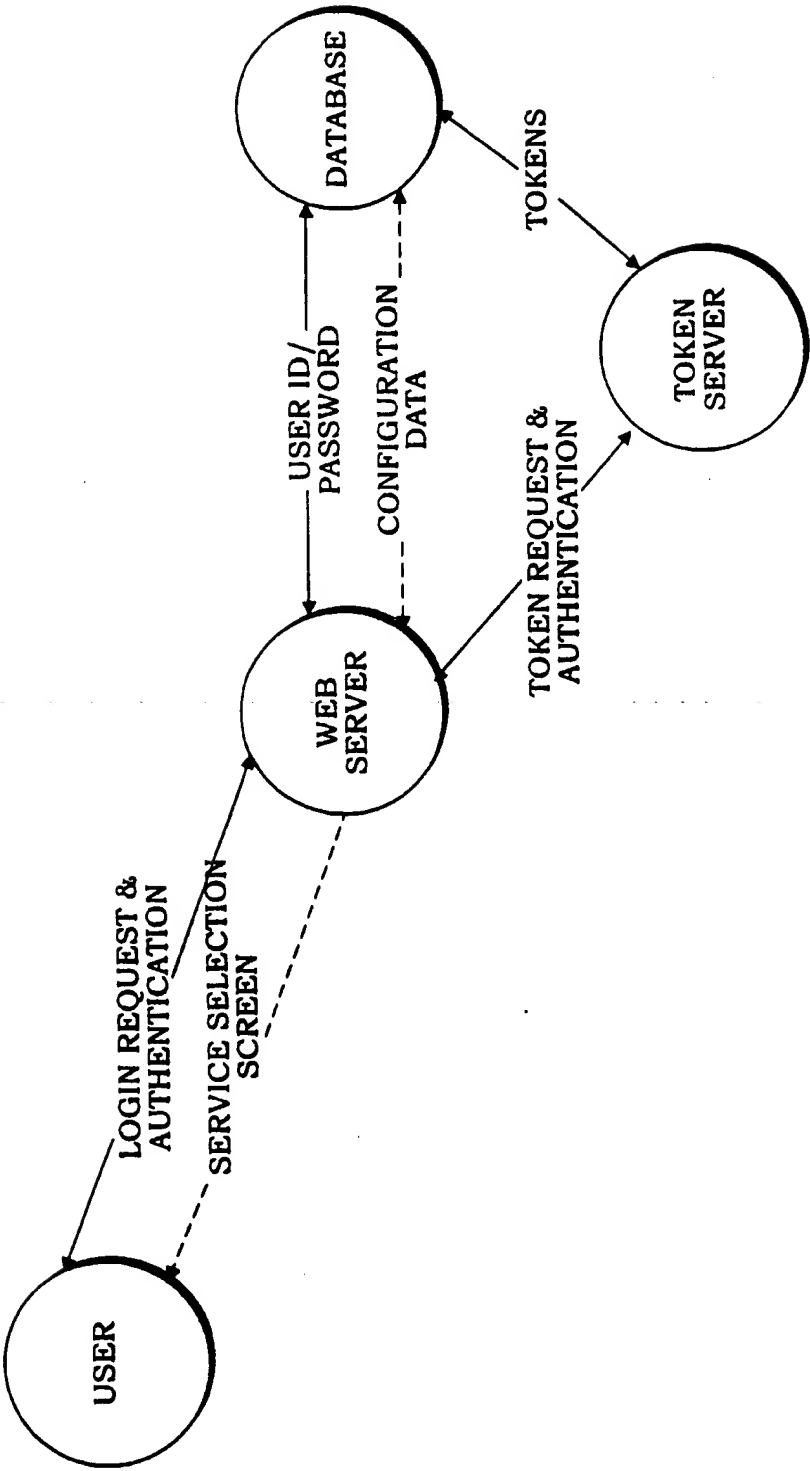 USER
LOGIN REQUEST &
AUTHENTICATION
SERVICE SELECTION
SCREEN
WEB
SERVER
USER ID/
PASSWORD
CONFIGURATION
DATA
DATABASE
TOKEN REQUEST &
AUTHENTICATION
TOKENS
TOKEN
SERVER